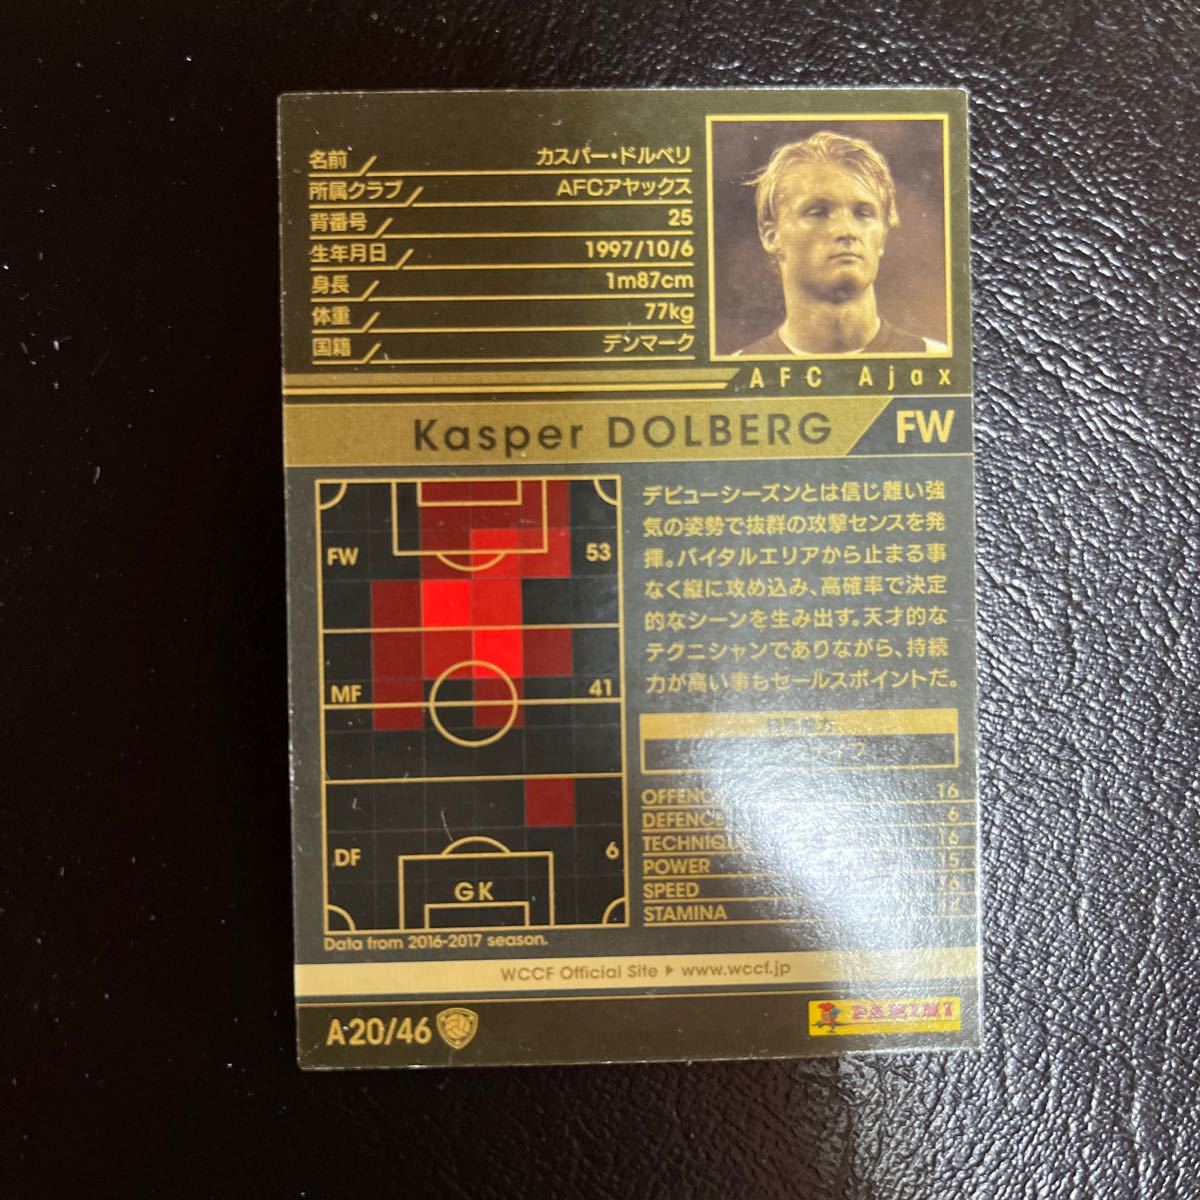 名前 カスパー・ドルベリ
所属クラブ AFCアヤックス
背番号 25
生年月日 1997/10/6
身長 1m87cm
体重 77kg
国籍 デンマーク
AFC Ajax
Kasper DOLBERG FW
FW 53
MF 41
DF 6
GK
Data from 2016-2017 season.
デビューシーズンとは信じ難い強
気の姿勢で抜群の攻撃センスを発
揮。バイタルエリアから止まる事
なく縦に攻め込み、高確率で決定
的なシーンを生み出す。天才的な
テクニシャンでありながら、持続
力が高い事もセールスポイントだ。
OFFENCE 16
DEFENCE 6
TECHNIQUE 16
POWER 15
SPEED 16
STAMINA
WCCF Official Site ▶ www.wccf.jp
A20/46
PANINI